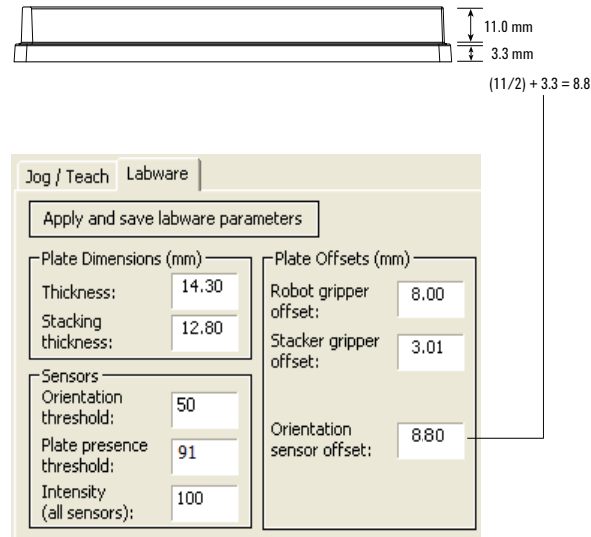 11.0 mm
3.3 mm
(11/2) + 3.3 = 8.8
Jog / Teach Labware
Apply and save labware parameters
Plate Dimensions (mm)
Thickness: 14.30
Stacking
thickness: 12.80
Sensors
Orientation
threshold: 50
Plate presence
threshold: 91
Intensity
(all sensors): 100
Plate Offsets (mm)
Robot gripper
offset: 8.00
Stacker gripper
offset: 3.01
Orientation
sensor offset: 8.80